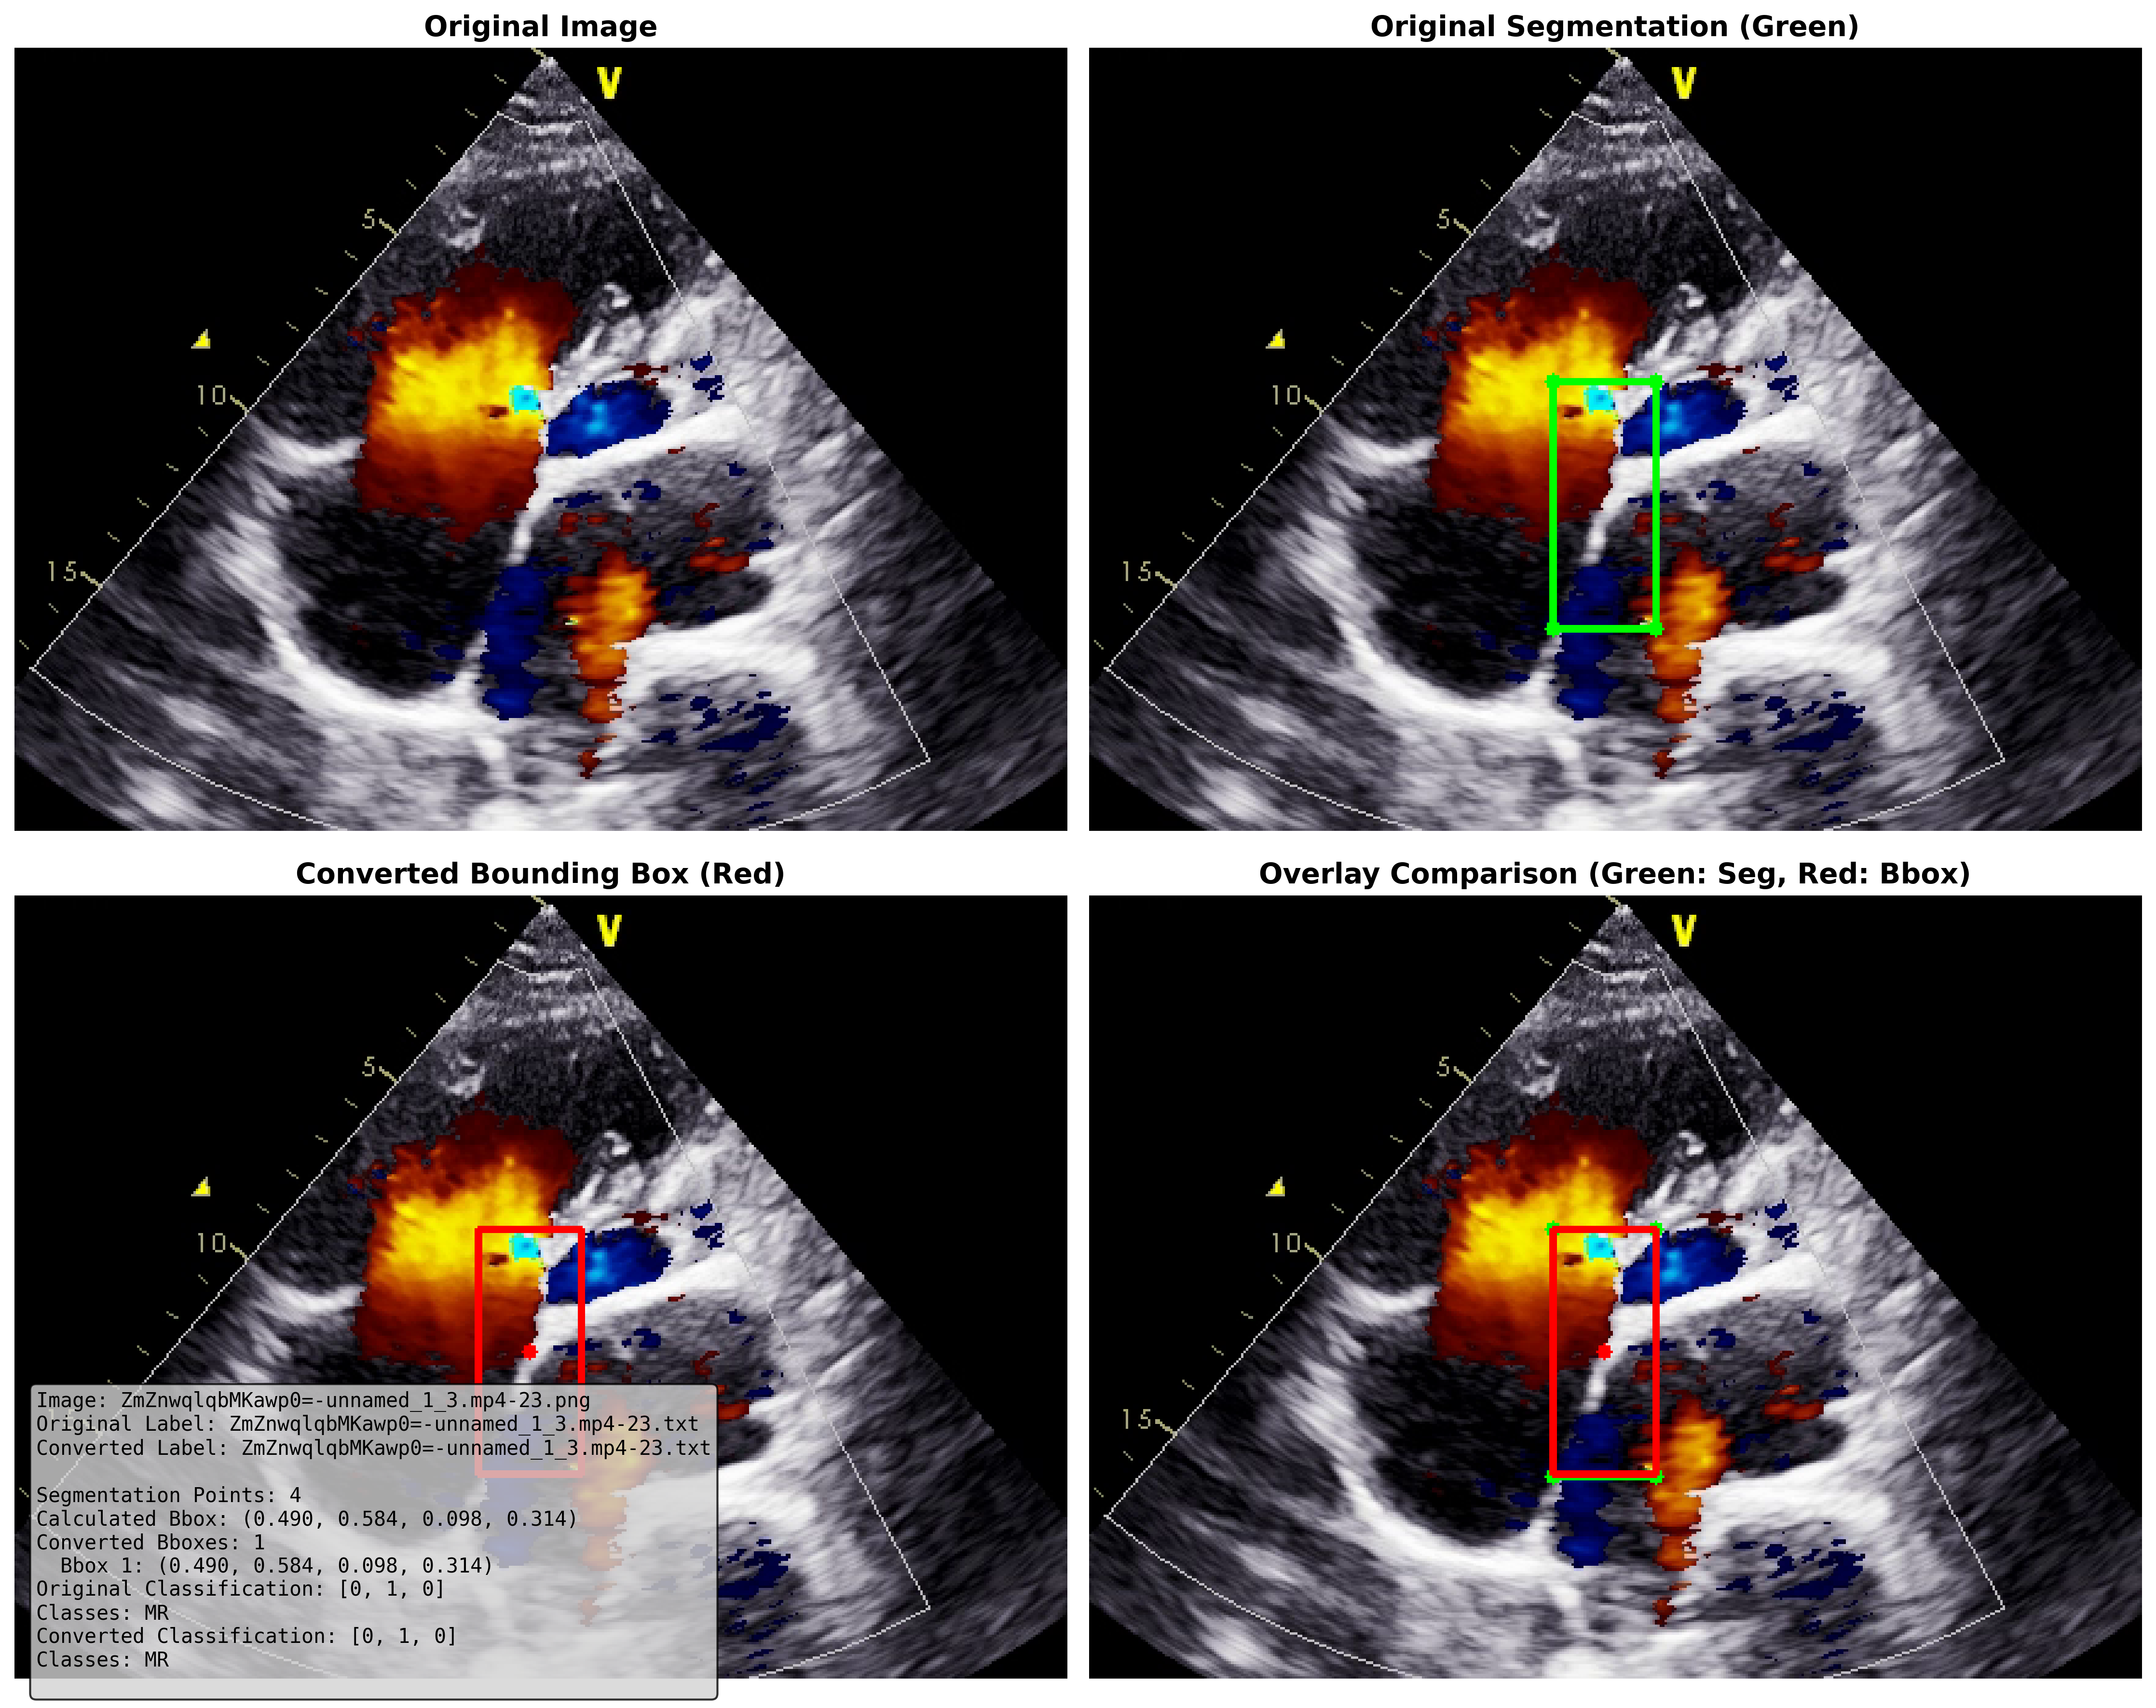 Original Image
Original Segmentation (Green)
V
5
10
15
V
5
10
15
Converted Bounding Box (Red)
Overlay Comparison (Green: Seg, Red: Bbox)
V
5
10
V
5
10
15
Image: ZmZnwqlqbMKawp0=-unnamed_1_3.mp4-23.png
Original Label: ZmZnwqlqbMKawp0=-unnamed_1_3.mp4-23.txt
Converted Label: ZmZnwqlqbMKawp0=-unnamed_1_3.mp4-23.txt
Segmentation Points: 4
Calculated Bbox: (0.490, 0.584, 0.098, 0.314)
Converted Bboxes: 1
Bbox 1: (0.490, 0.584, 0.098, 0.314)
Original Classification: [0, 1, 0]
Classes: MR
Converted Classification: [0, 1, 0]
Classes: MR